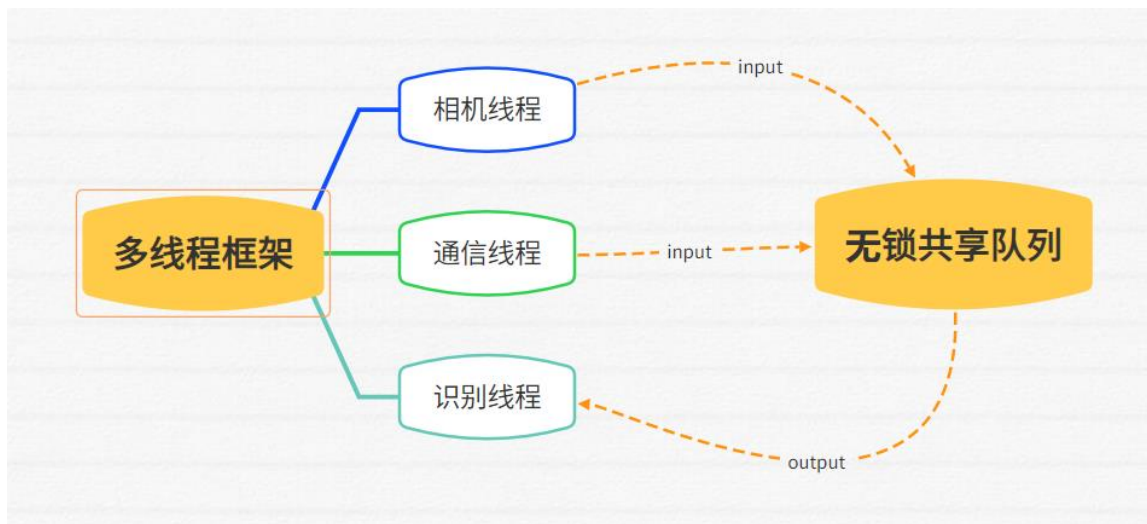 相机线程
input
多线程框架
通信线程
input
无锁共享队列
识别线程
output